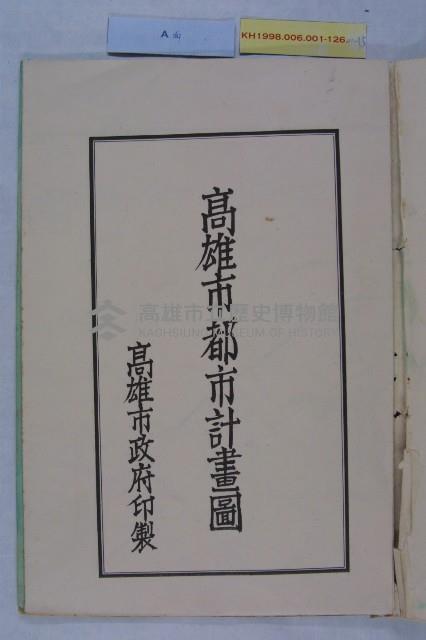 A面
KH1998.006.001-126
高雄市都市計畫圖
高雄市政府印製
高雄市立歷史博物館
KAOHSIUNG MUSEUM OF HISTORY